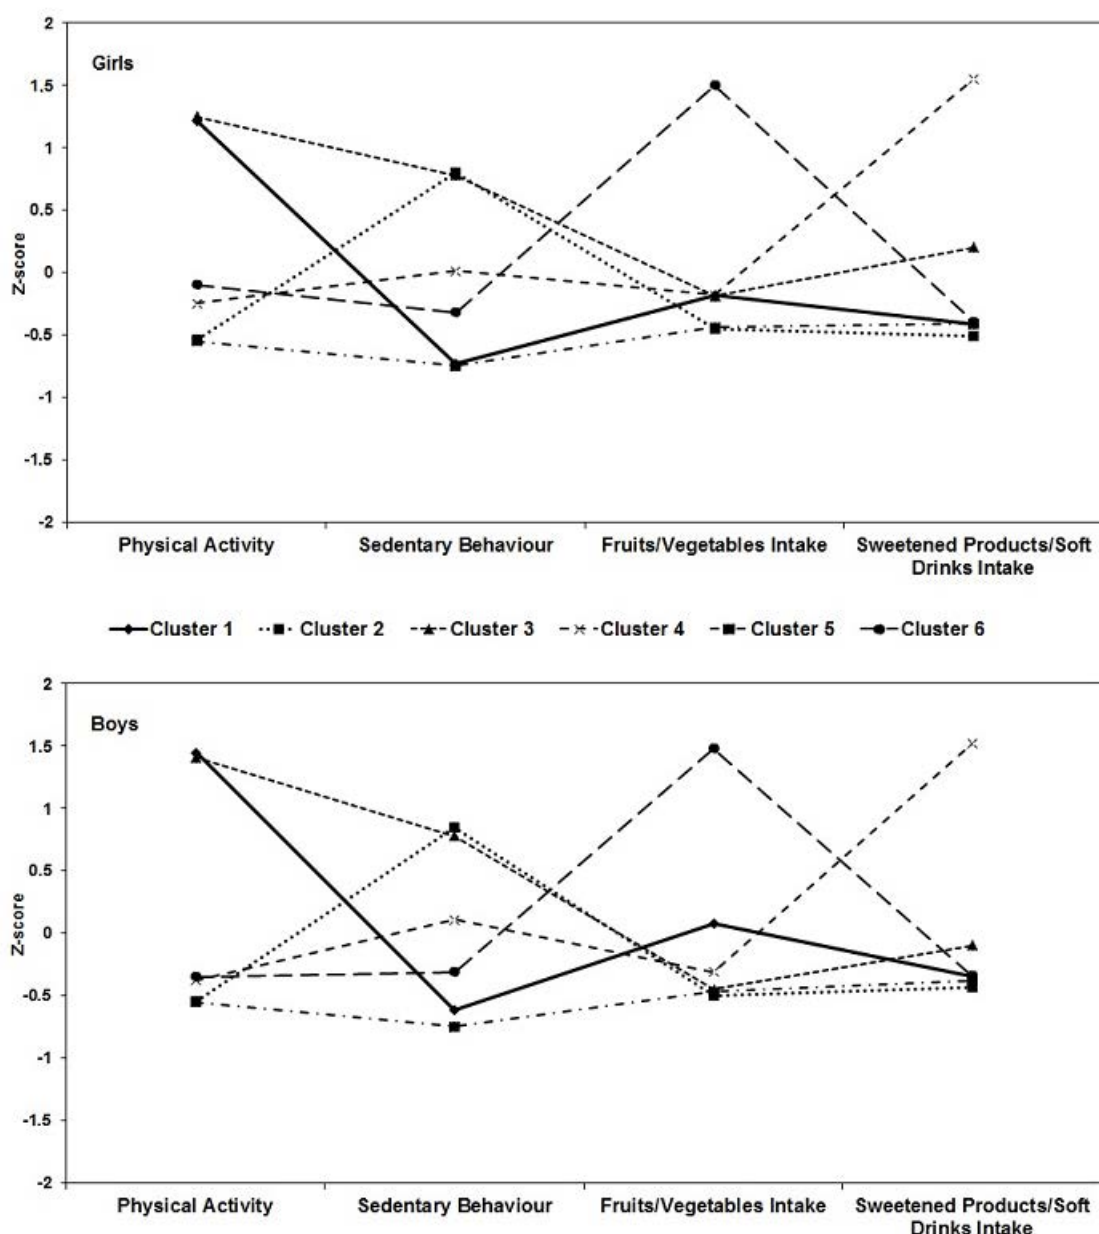 2
Girls
1.5
1
0.5
Z-score
0
-0.5
-1
-1.5
-2
Physical Activity
Sedentary Behaviour
Fruits/Vegetables Intake
Sweetened Products/Soft
Drinks Intake
Cluster 1
Cluster 2
Cluster 3
Cluster 4
Cluster 5
Cluster 6
2
Boys
1.5
1
0.5
Z-score
0
-0.5
-1
-1.5
-2
Physical Activity
Sedentary Behaviour
Fruits/Vegetables Intake
Sweetened Products/Soft
Drinks Intake